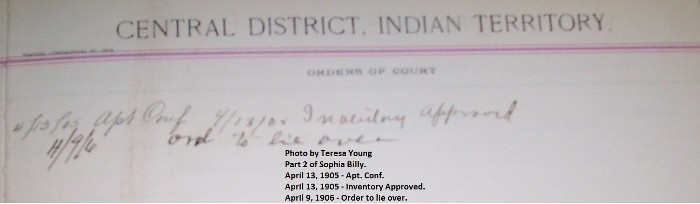 CENTRAL DISTRICT, INDIAN TERRITORY.
ORDERS OF COURT
4/13/05 Apt Conf 4/13/05 Inventory Approved
4/9/6 ord to lie over
Photo by Teresa Young
Part 2 of Sophia Billy.
April 13, 1905 - Apt. Conf.
April 13, 1905 - Inventory Approved.
April 9, 1906 - Order to lie over.